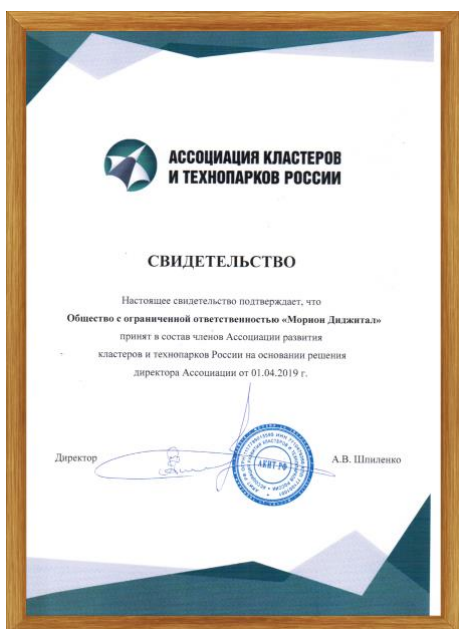 АССОЦИАЦИЯ КЛАСТЕРОВ
И ТЕХНОПАРКОВ РОССИИ
СВИДЕТЕЛЬСТВО
Настоящее свидетельство подтверждает, что
Общество с ограниченной ответственностью «Морион Диджитал»
принят в состав членов Ассоциации развития
кластеров и технопарков России на основании решения
директора Ассоциации от 01.04.2019 г.
Директор
АКИТ РФ
А.В. Шпиленко